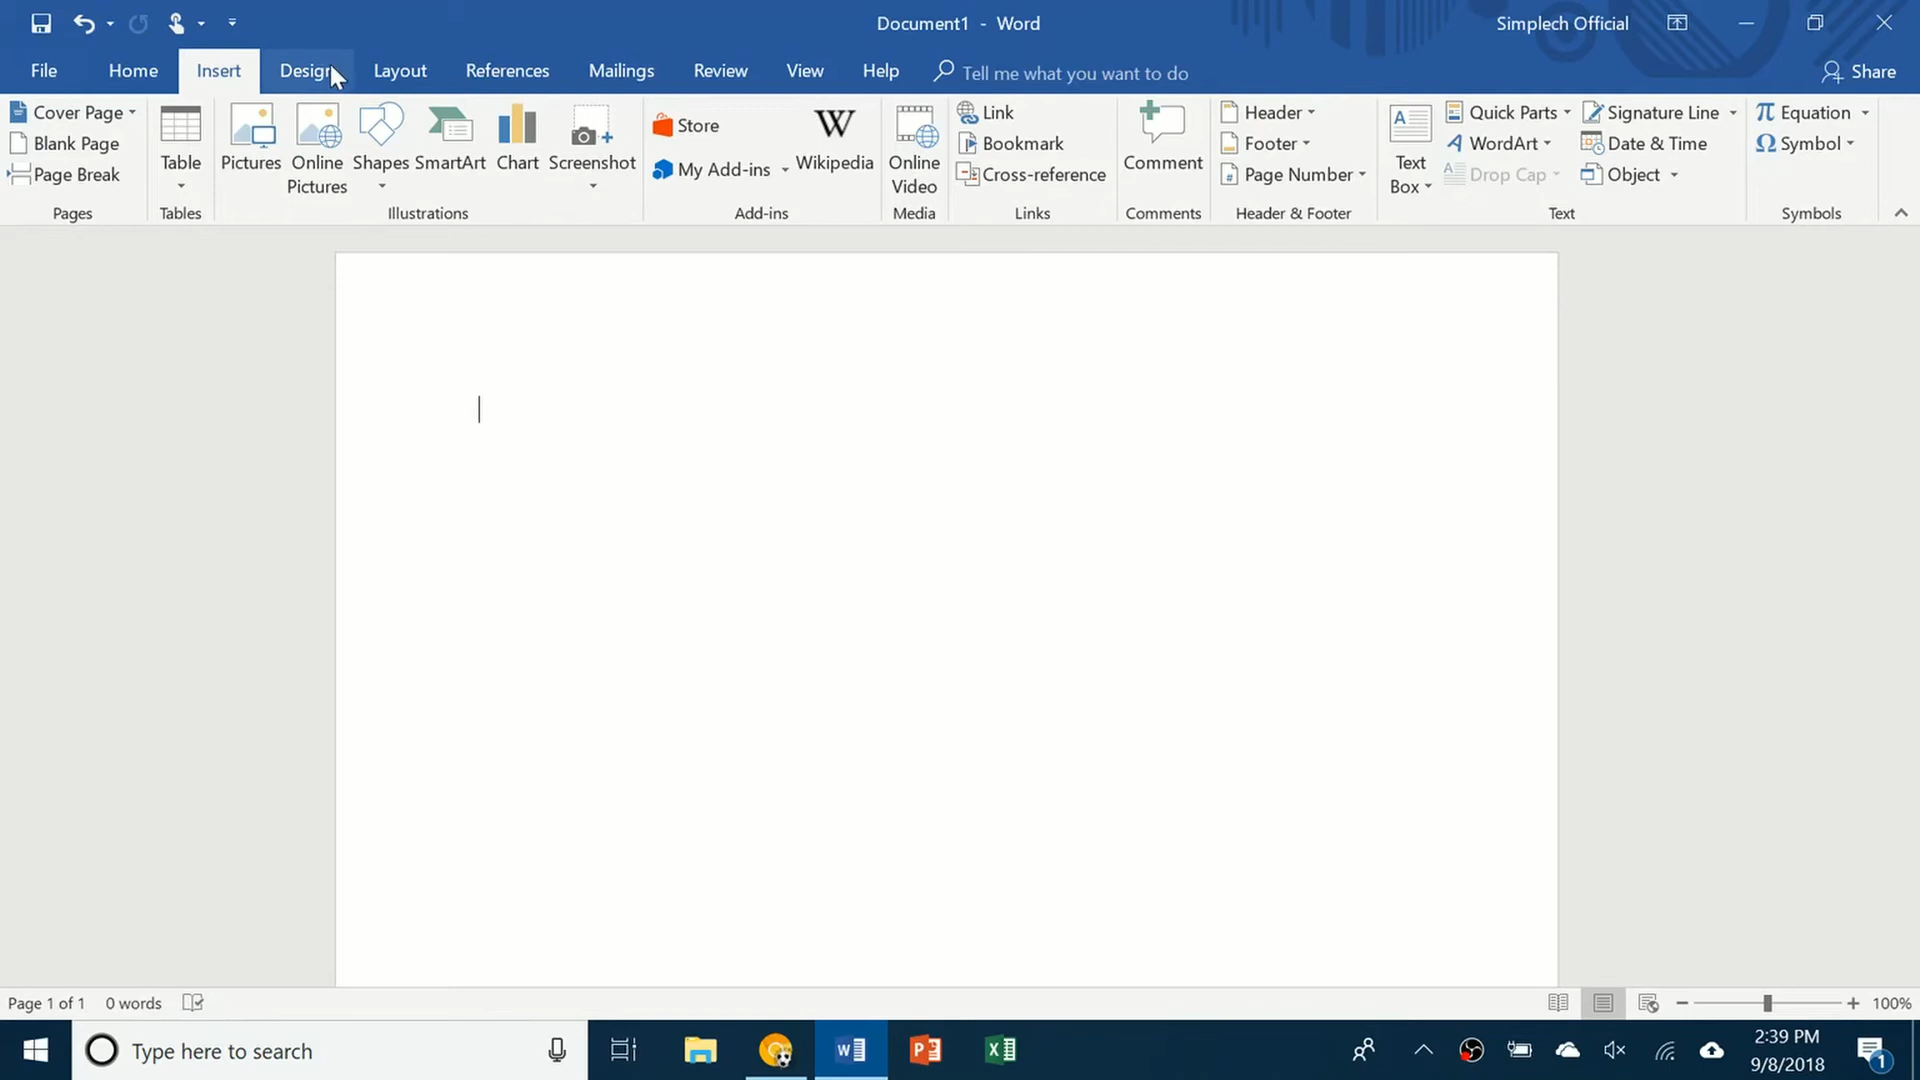 Document1 - Word
Simplech Official
File Home Insert Design Layout References Mailings Review View Help Tell me what you want to do Share
Cover Page
Blank Page
Page Break
Pages
Table
Tables
Pictures
Online
Pictures
Shapes
SmartArt
Chart
Screenshot
Illustrations
Store
My Add-ins
W
Wikipedia
Add-ins
Online
Video
Media
Link
Bookmark
Cross-reference
Links
Comment
Comments
Header
Footer
Page Number
Header & Footer
A
Text
Box
Quick Parts
WordArt
Drop Cap
Signature Line
Date & Time
Object
Text
π Equation
Ω Symbol
Symbols
Page 1 of 1 0 words
100%
Type here to search
2:39 PM
9/8/2018
1